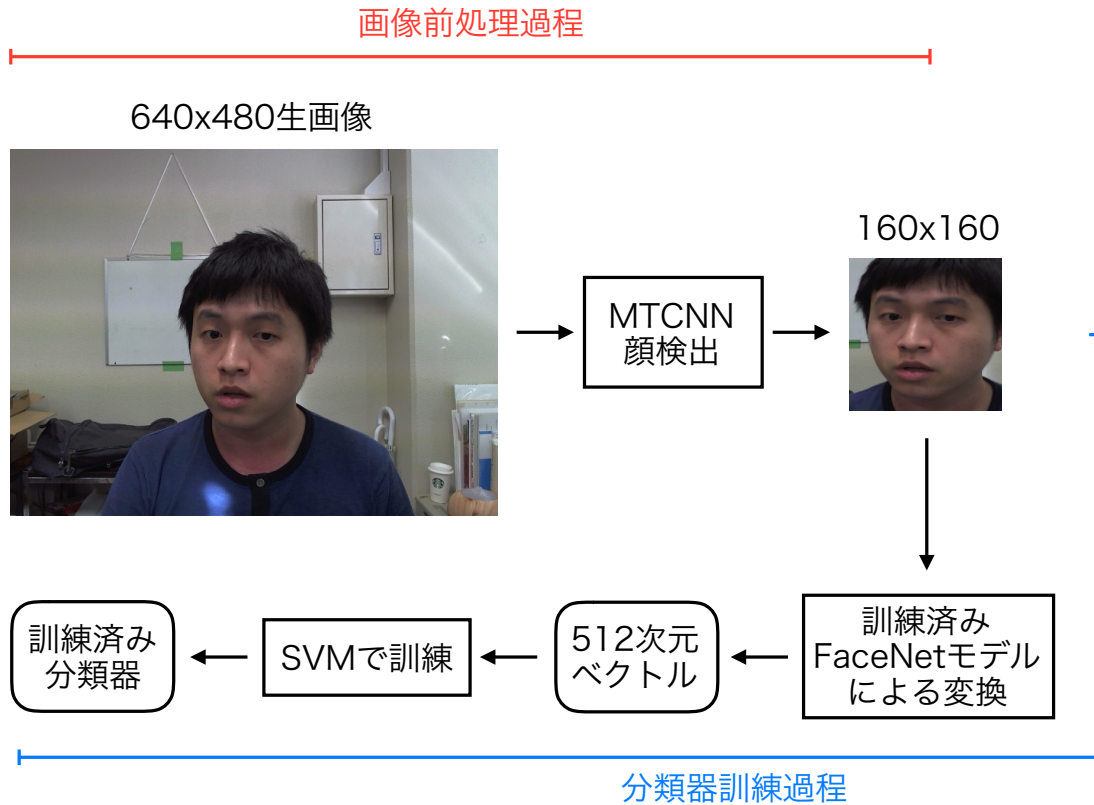 画像前処理過程
640x480生画像
160x160
MTCNN
顔検出
訓練済み
FaceNetモデル
による変換
512次元
ベクトル
SVMで訓練
訓練済み
分類器
分類器訓練過程